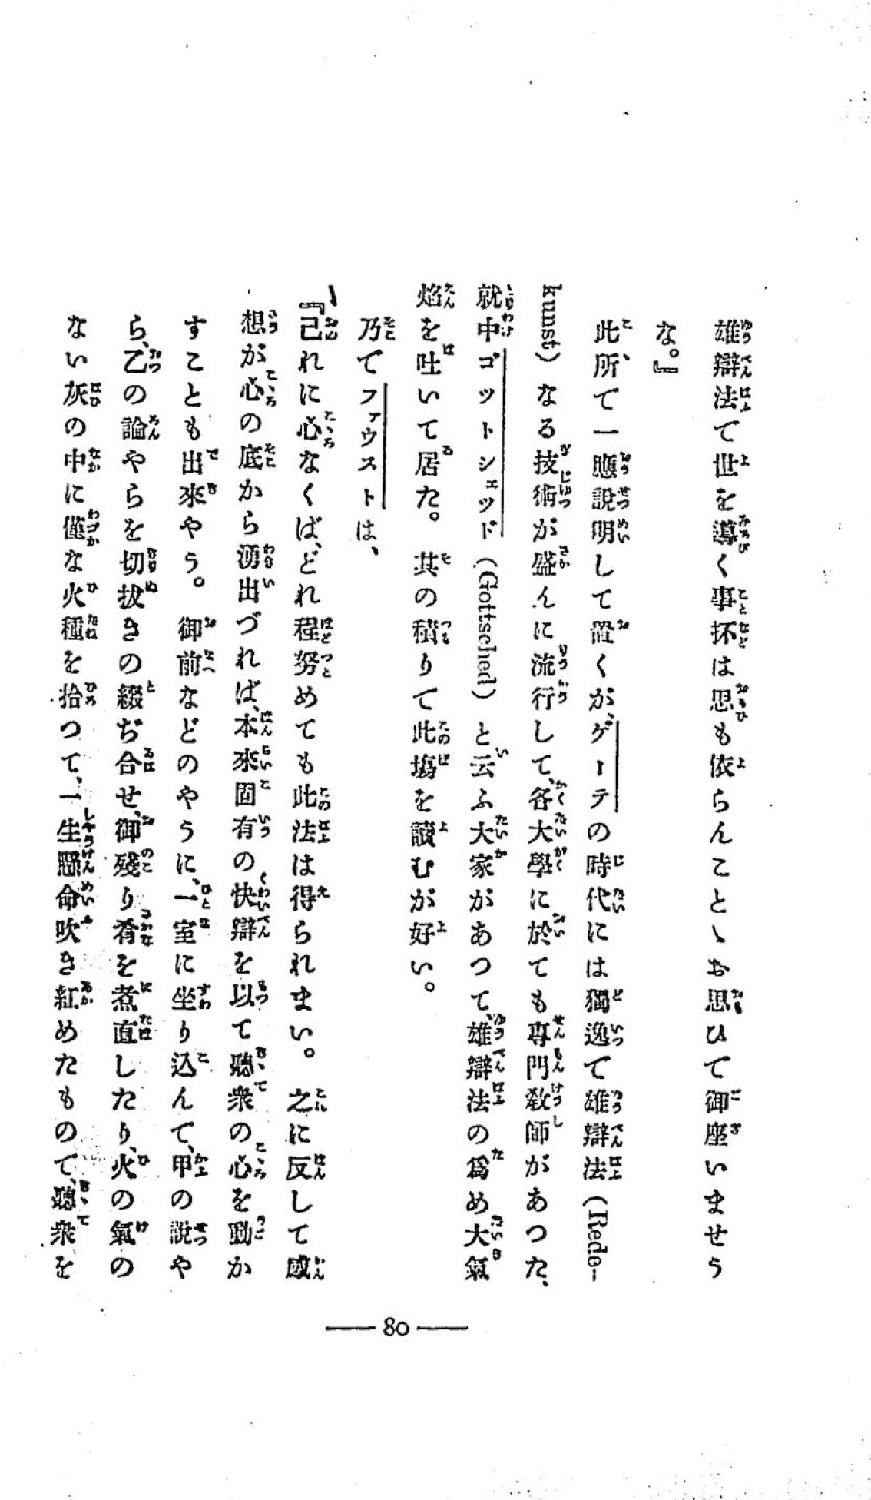 雄辯法で世を導く事抔は思も依らんことゝお思ひで御座いませう
な。』
此所で一應說明して置くが、ゲーテの時代には獨逸で雄辯法(Rede-
kunst)なる技術が盛んに流行して、各大學に於ても專門敎師があつた、
就中ゴットシェッド(Gottsched)と云ふ大家があつて、雄辯法の爲め大氣
焰を吐いて居た。其の積りで此塲を讀むが好い。
乃でファウストは、
『己れに心なくば、どれ程努めても此法は得られまい。之に反して感
想が心の底から湧出づれば、本來固有の快辯を以て聽衆の心を動か
すことも出來やう。御前などのやうに、一室に坐り込んで、甲の說や
ら、乙の論やらを切拔きの綴ぢ合せ、御殘り肴を煮直したり、火の氣の
ない灰の中に僅な火種を拾つて、一生懸命吹き紅めたもので、聽衆を
80